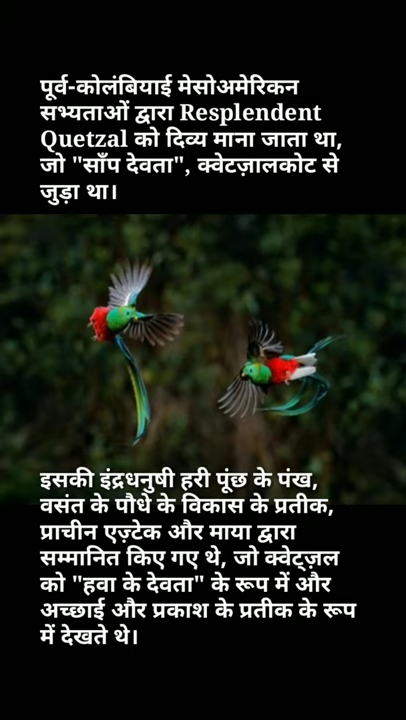 पूर्व-कोलंबियाई मेसोअमेरिकन
सभ्यताओं द्वारा Resplendent
Quetzal को दिव्य माना जाता था,
जो "साँप देवता", क्वेटज़ालकोट से
जुड़ा था।
इसकी इंद्रधनुषी हरी पूंछ के पंख,
वसंत के पौधे के विकास के प्रतीक,
प्राचीन एज़्टेक और माया द्वारा
सम्मानित किए गए थे, जो क्वेट्ज़ल
को "हवा के देवता" के रूप में और
अच्छाई और प्रकाश के प्रतीक के रूप
में देखते थे।